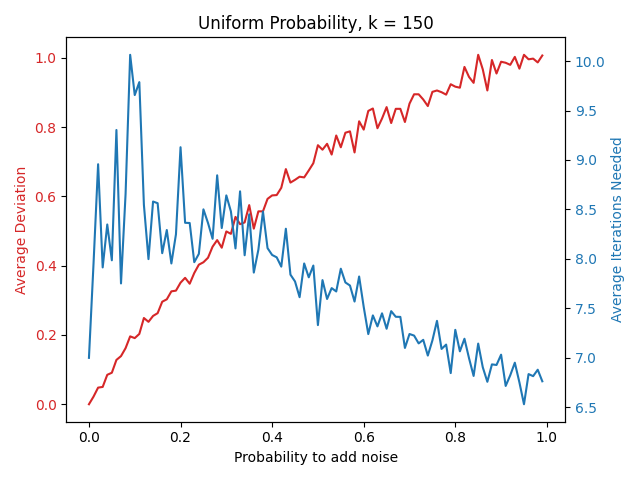 Uniform Probability, k = 150
Average Deviation
1.0
0.8
0.6
0.4
0.2
0.0
10.0
9.5
9.0
8.5
8.0
7.5
7.0
6.5
Average Iterations Needed
0.0 0.2 0.4 0.6 0.8 1.0
Probability to add noise